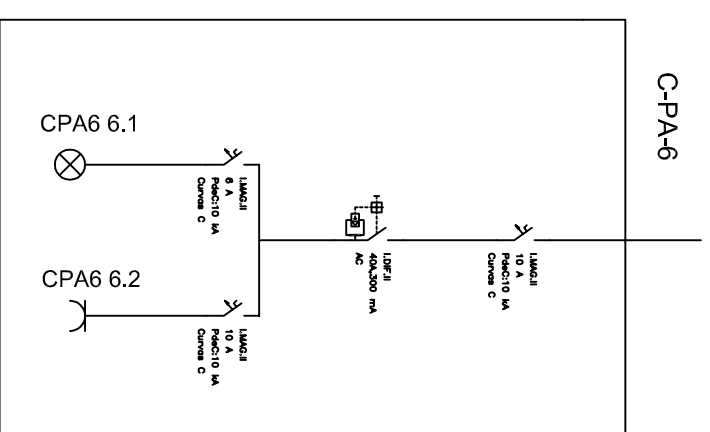 C-PA-6
CPA6 6.1
I.MAG.II
6 A
PdeC:10 kA
Curvas C
I.DIF.II
40A,300 mA
AC
I.MAG.II
10 A
PdeC:10 kA
Curvas C
CPA6 6.2
I.MAG.II
10 A
PdeC:10 kA
Curvas C